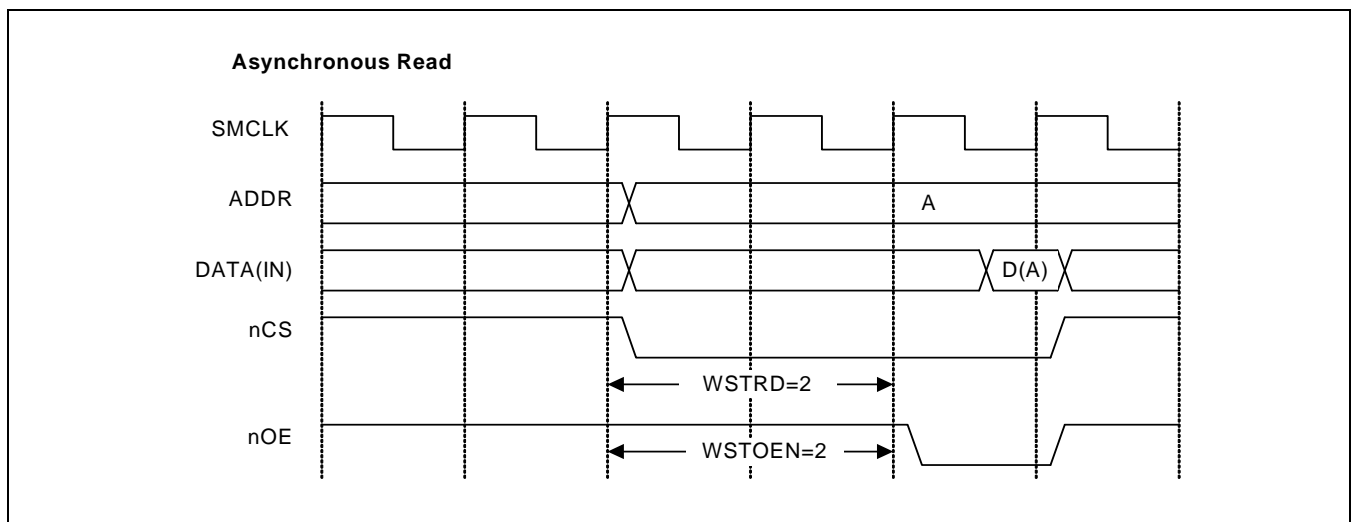 Asynchronous Read
SMCLK
ADDR
A
DATA(IN)
D(A)
nCS
WSTRD=2
nOE
WSTOEN=2